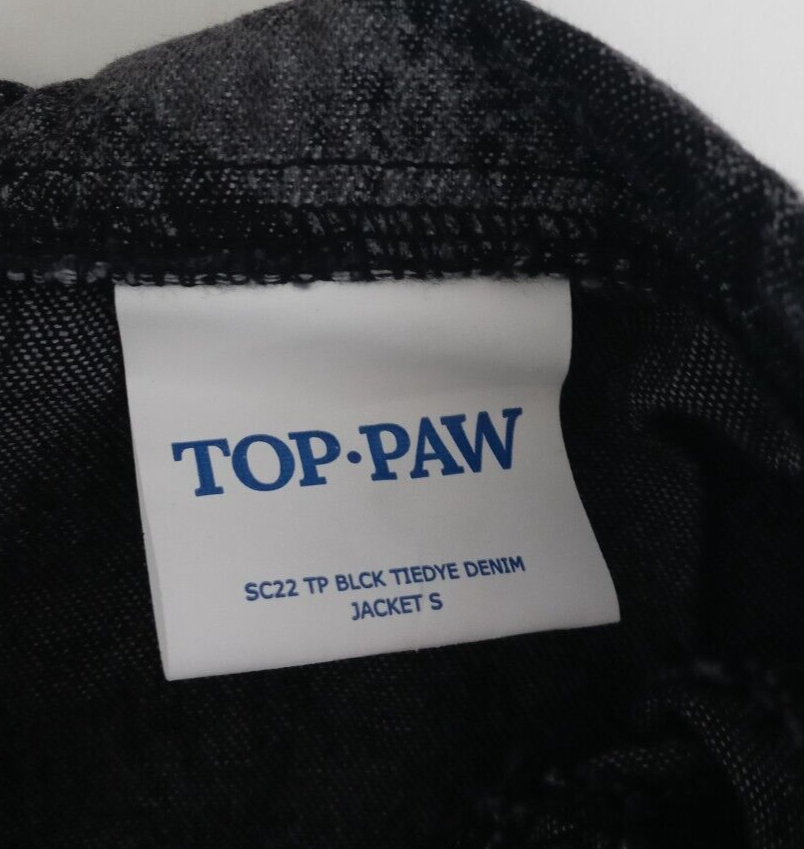 TOP·PAW
SC22 TP BLCK TIEDYE DENIM
JACKET S